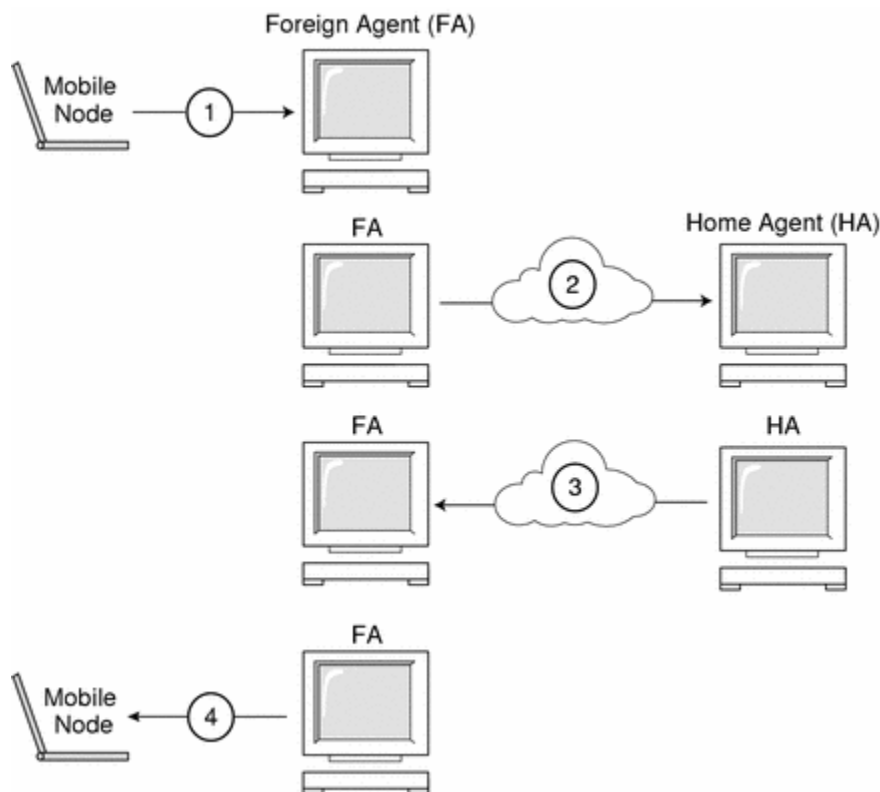 Foreign Agent (FA)
Mobile
Node
1
FA
Home Agent (HA)
2
FA
HA
3
FA
Mobile
Node
4